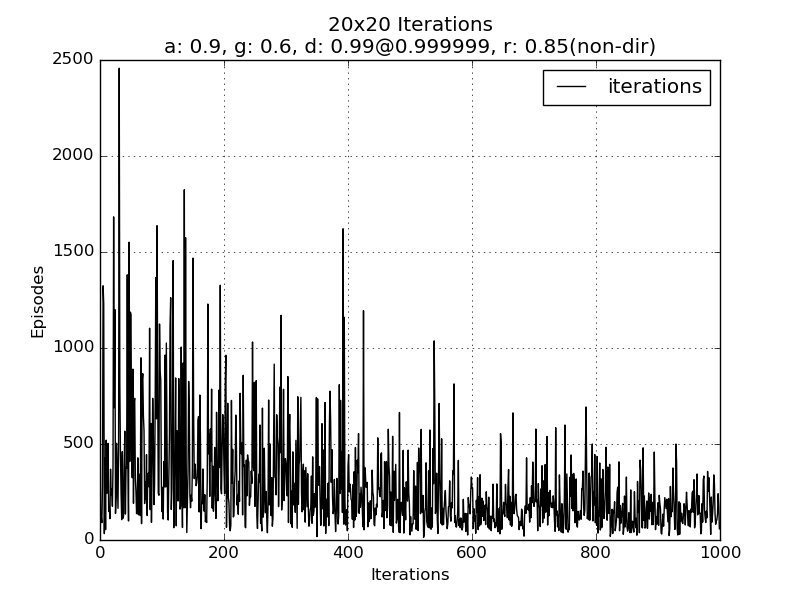 20x20 Iterations
a: 0.9, g: 0.6, d: 0.99@0.999999, r: 0.85(non-dir)
iterations
Episodes
2500
2000
1500
1000
500
0
0 200 400 600 800 1000
Iterations